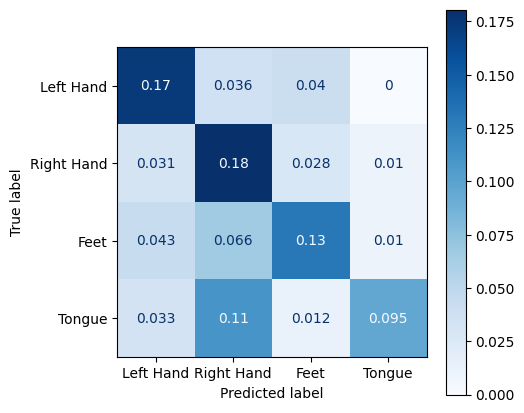 True label
Left Hand 0.17 0.036 0.04 0
Right Hand 0.031 0.18 0.028 0.01
Feet 0.043 0.066 0.13 0.01
Tongue 0.033 0.11 0.012 0.095
Left Hand Right Hand Feet Tongue
Predicted label
0.175
0.150
0.125
0.100
0.075
0.050
0.025
0.000